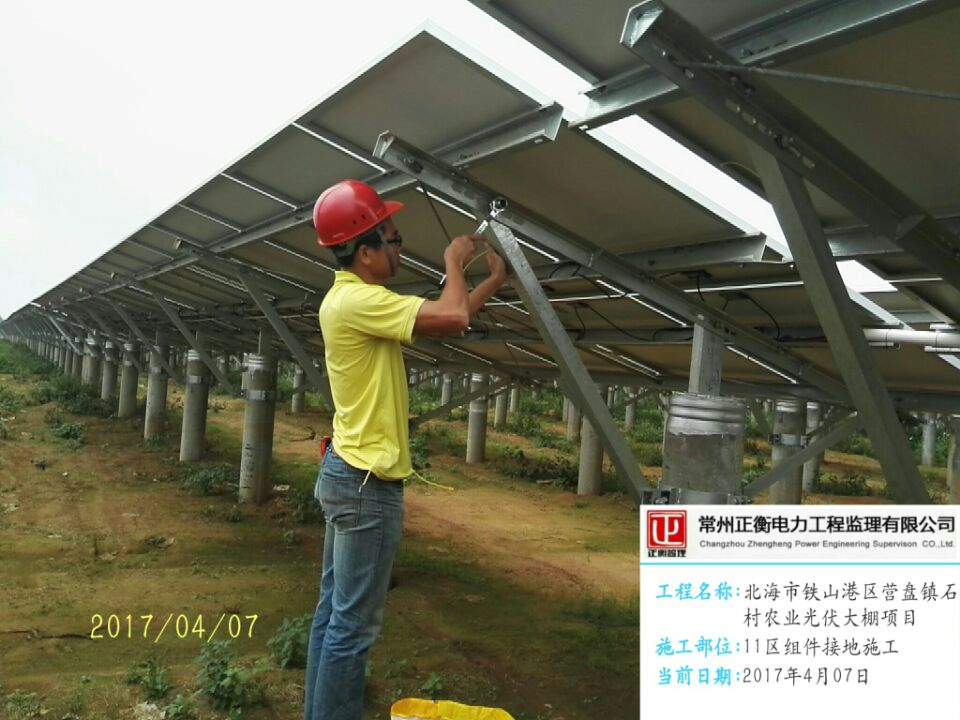 常州正衡电力工程监理有限公司
Changzhou Zhengheng Power Engineering Supervision CO.,Ltd.
正衡监理
工程名称:北海市铁山港区营盘镇石
村农业光伏大棚项目
施工部位:11区组件接地施工
当前日期:2017年4月07日
2017/04/07